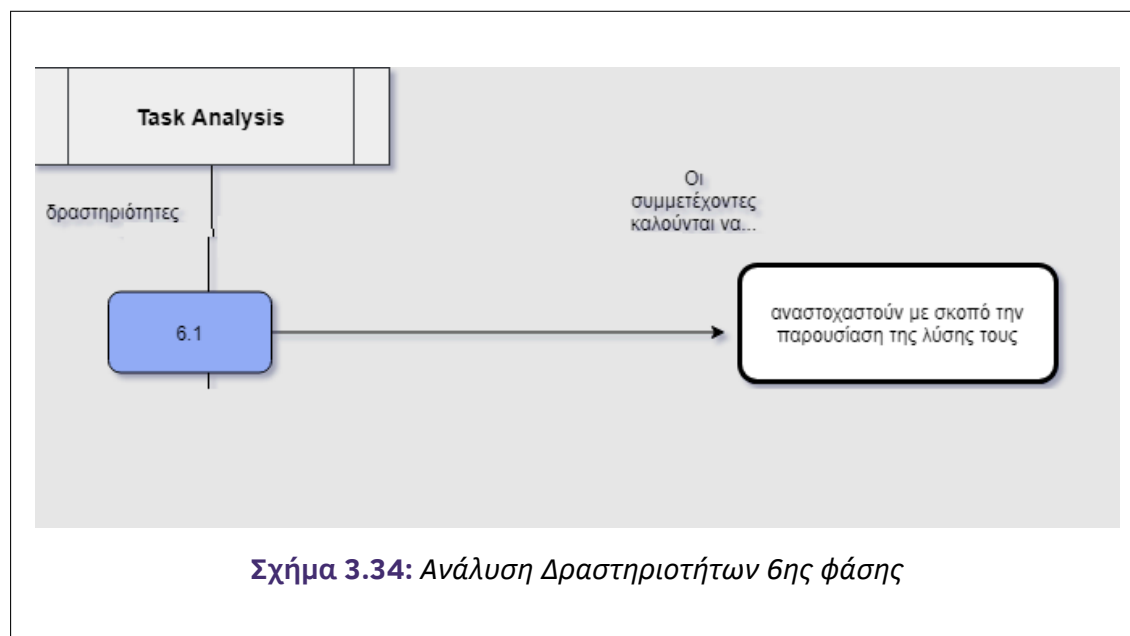 Task Analysis
δραστηριότητες
Οι
συμμετέχοντες
καλούνται να...
6.1
αναστοχαστούν με σκοπό την
παρουσίαση της λύσης τους
Σχήμα 3.34: Ανάλυση Δραστηριοτήτων 6ης φάσης